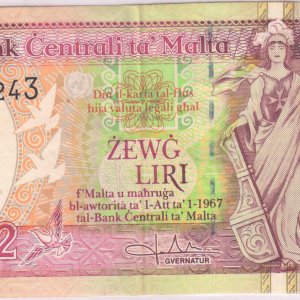 nk Ċentrali ta' Malta
243
Din il-karta tal-flus
hija valuta legali għal
ŻEWĠ
LIRI
f'Malta u maħruġa
bl-awtorità ta' l-Att ta' l-1967
tal-Bank Ċentrali ta' Malta
2
GVERNATUR